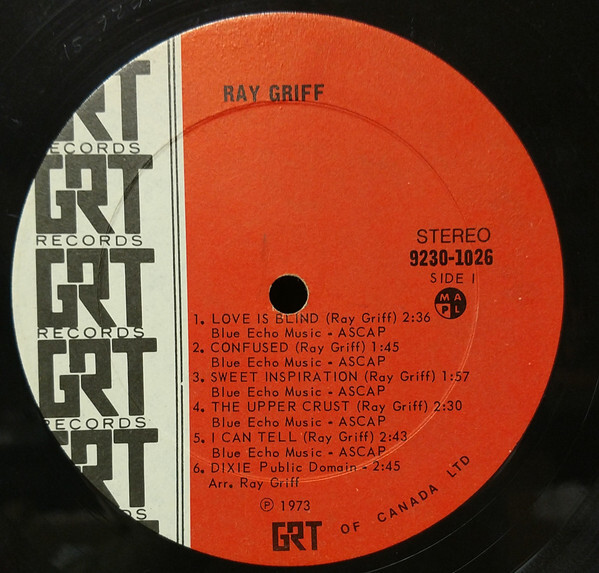 RAY GRIFF
STEREO
9230-1026
SIDE 1
M A P L
1. LOVE IS BLIND (Ray Griff) 2:36
Blue Echo Music - ASCAP
2. CONFUSED (Ray Griff) 1:45
Blue Echo Music - ASCAP
3. SWEET INSPIRATION (Ray Griff) 1:57
Blue Echo Music - ASCAP
4. THE UPPER CRUST (Ray Griff) 2:30
Blue Echo Music - ASCAP
5. I CAN TELL (Ray Griff) 2:43
Blue Echo Music - ASCAP
6. DIXIE Public Domain - 2:45
Arr. Ray Griff
℗ 1973
GRT OF CANADA LTD
RT
ECORDS
GRT
RECORDS
GRT
RECORDS
GRT
ECORDS
GRT
DS